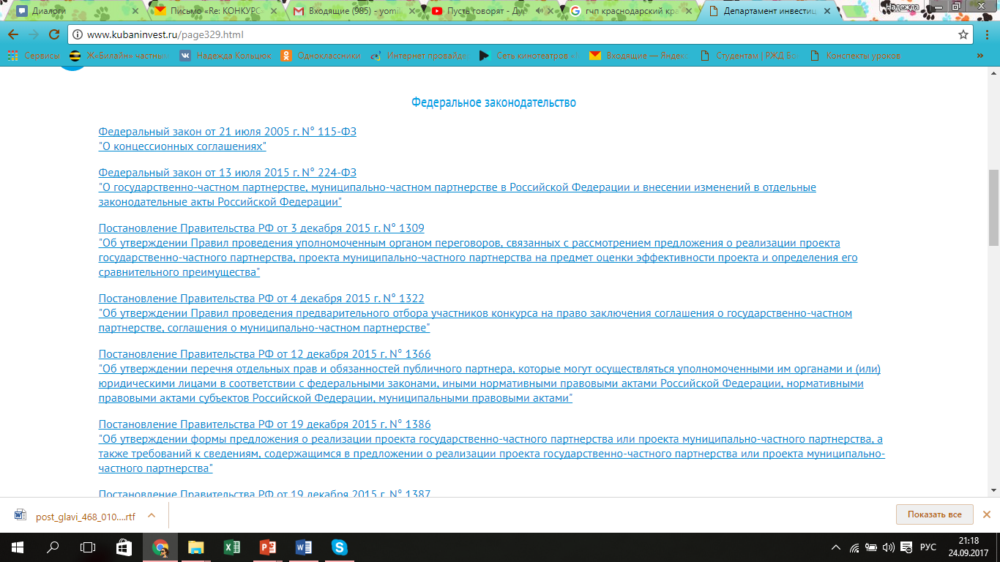 Диалоги
Письмо «Re: КОНКУРС
Входящие (985) - yomi
Пусть говорят - Ду
гчп краснодарский кра
Департамент инвестиц
Надежда
www.kubaninvest.ru/page329.html
Сервисы
Ж«Билайн» частны
Надежда Кольцюк
Одноклассники
Интернет провайде
Сеть кинотеатров «
Входящие — Яндекс
Студентам | РЖД Бо
Конспекты уроков
»
Федеральное законодательство
Федеральный закон от 21 июля 2005 г. N° 115-ФЗ
"О концессионных соглашениях"
Федеральный закон от 13 июля 2015 г. N° 224-ФЗ
"О государственно-частном партнерстве, муниципально-частном партнерстве в Российской Федерации и внесении изменений в отдельные
законодательные акты Российской Федерации"
Постановление Правительства РФ от 3 декабря 2015 г. N° 1309
"Об утверждении Правил проведения уполномоченным органом переговоров, связанных с рассмотрением предложения о реализации проекта
государственно-частного партнерства, проекта муниципально-частного партнерства на предмет оценки эффективности проекта и определения его
сравнительного преимущества"
Постановление Правительства РФ от 4 декабря 2015 г. N° 1322
"Об утверждении Правил проведения предварительного отбора участников конкурса на право заключения соглашения о государственно-частном
партнерстве, соглашения о муниципально-частном партнерстве"
Постановление Правительства РФ от 12 декабря 2015 г. N° 1366
"Об утверждении перечня отдельных прав и обязанностей публичного партнера, которые могут осуществляться уполномоченными им органами и (или)
юридическими лицами в соответствии с федеральными законами, иными нормативными правовыми актами Российской Федерации, нормативными
правовыми актами субъектов Российской Федерации, муниципальными правовыми актами"
Постановление Правительства РФ от 19 декабря 2015 г. N° 1386
"Об утверждении формы предложения о реализации проекта государственно-частного партнерства или проекта муниципально-частного партнерства, а
также требований к сведениям, содержащимся в предложении о реализации проекта государственно-частного партнерства или проекта муниципально-
частного партнерства"
Постановление Правительства РФ от 19 декабря 2015 г. N° 1387
post_glavi_468_010....rtf
Показать все
РУС
21:18
24.09.2017